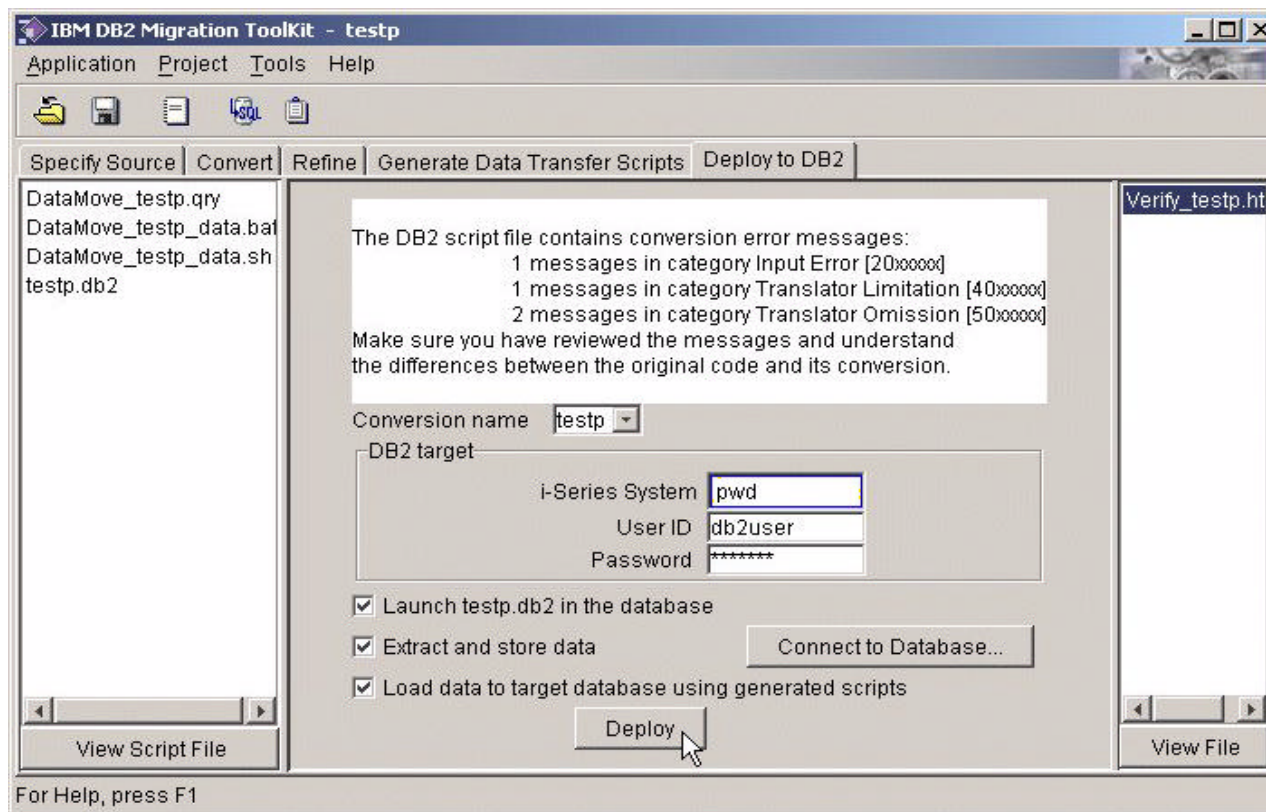 IBM DB2 Migration ToolKit - testp
Application Project Tools Help
SQL
Specify Source Convert Refine Generate Data Transfer Scripts Deploy to DB2
DataMove_testp.qry
DataMove_testp_data.bat
DataMove_testp_data.sh
testp.db2
The DB2 script file contains conversion error messages:
1 messages in category Input Error [20xxxxx]
1 messages in category Translator Limitation [40xxxxx]
2 messages in category Translator Omission [50xxxxx]
Make sure you have reviewed the messages and understand
the differences between the original code and its conversion.
Conversion name testp
DB2 target
i-Series System pwd
User ID db2user
Password *******
Launch testp.db2 in the database
Extract and store data Connect to Database...
Load data to target database using generated scripts
Deploy
View Script File
Verify_testp.ht
View File
For Help, press F1